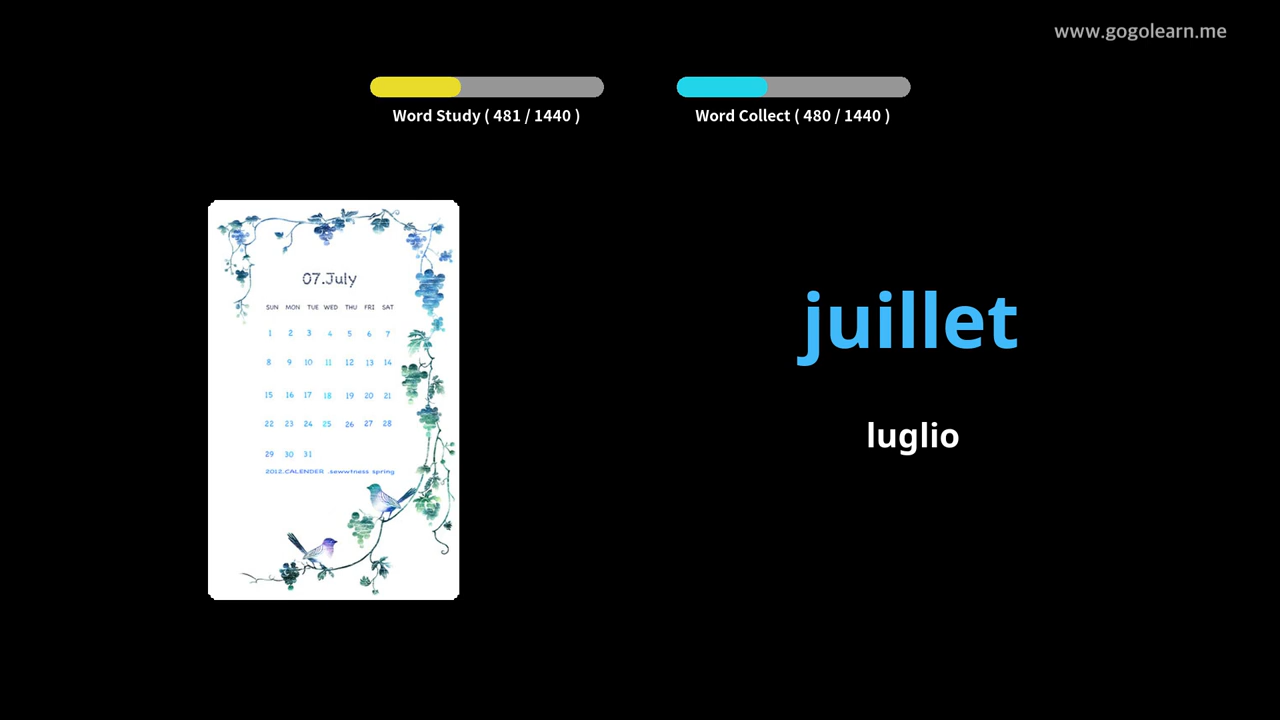 www.gogolearn.me
Word Study ( 481 / 1440 )
Word Collect ( 480 / 1440 )
07.July
SUN MON TUE WED THU FRI SAT
1 2 3 4 5 6 7
8 9 10 11 12 13 14
15 16 17 18 19 20 21
22 23 24 25 26 27 28
29 30 31
2012.CALENDER .sewwtness spring
juillet
luglio